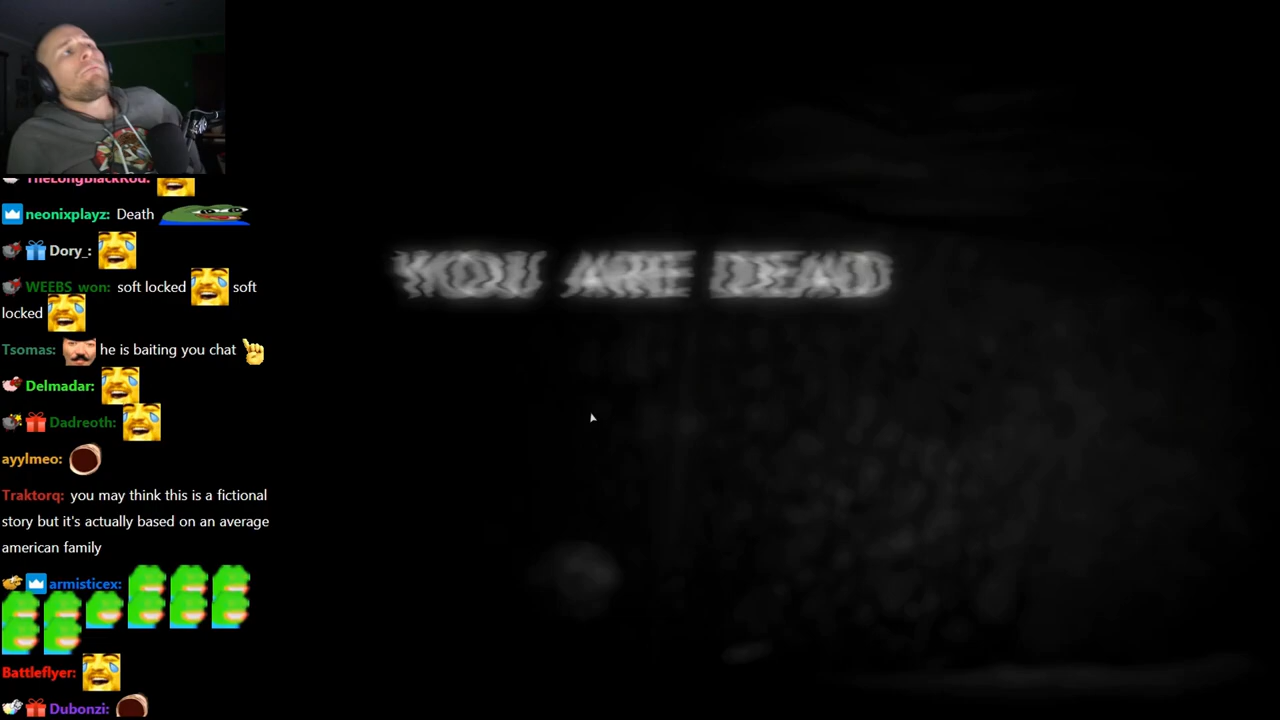 YOU ARE DEAD
TheLongBlackRod:
neonixplayz: Death
Dory_:
WEEBS_won: soft locked soft
locked
Tsomas: he is baiting you chat
Delmadar:
Dadreoth:
ayylmeo:
Traktorq: you may think this is a fictional
story but it's actually based on an average
american family
armisticex:
Battleflyer:
Dubonzi: